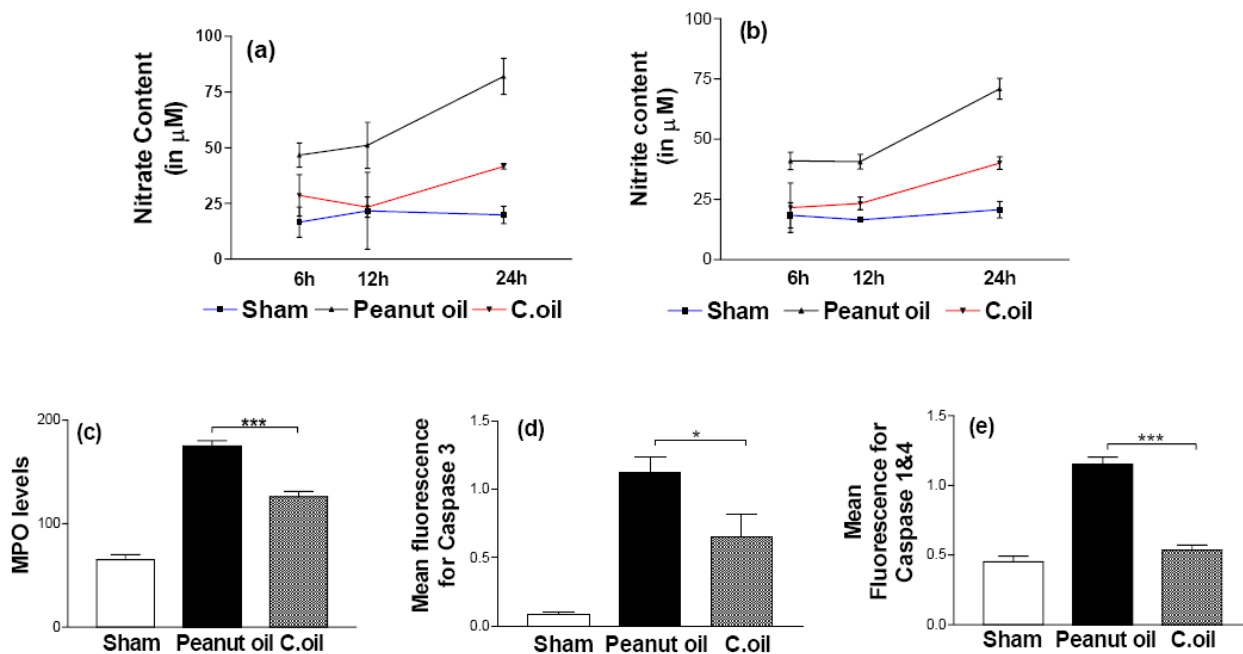 (a)
Nitrate Content
(in μM)
100
75
50
25
0
6h 12h 24h
Sham Peanut oil C.oil
(b)
Nitrite content
(in μM)
100
75
50
25
0
6h 12h 24h
Sham Peanut oil C.oil
(c)
MPO levels
200
100
0
***
Sham Peanut oil C.oil
(d)
Mean fluorescence
for Caspase 3
1.5
1.0
0.5
0.0
*
Sham Peanut oil C.oil
(e)
Mean
Fluorescence for
Caspase 1&4
1.5
1.0
0.5
0.0
***
Sham Peanut oil C.oil